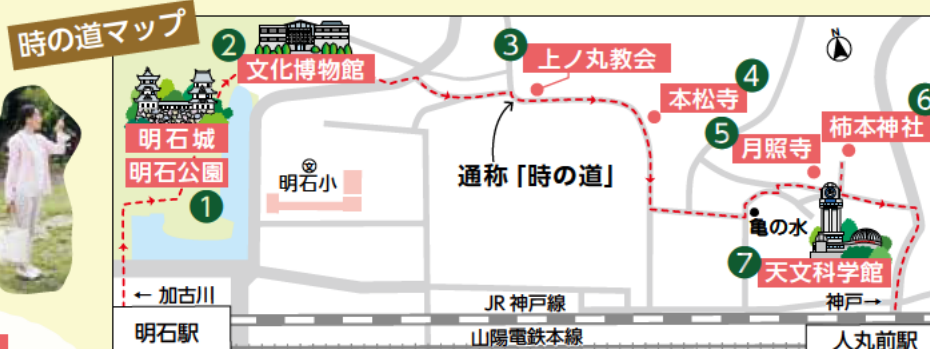 時の道マップ
N
② 文化博物館
③ 上ノ丸教会
④ 本松寺
⑤ 月照寺
⑥ 柿本神社
明石城
明石公園
①
文
明石小
通称「時の道」
亀の水
⑦ 天文科学館
← 加古川
JR 神戸線
神戸→
明石駅
山陽電鉄本線
人丸前駅